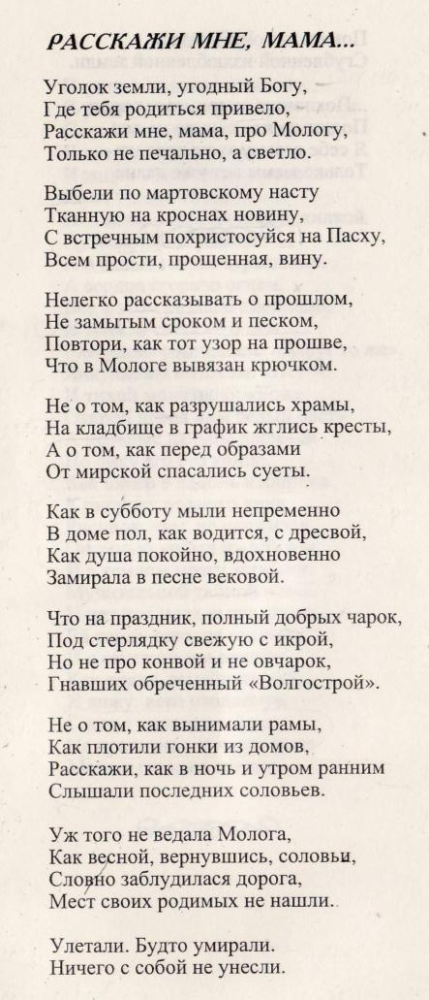 РАССКАЖИ МНЕ, МАМА...
Уголок земли, угодный Богу,
Где тебя родиться привело,
Расскажи мне, мама, про Мологу,
Только не печально, а светло.
Выбели по мартовскому насту
Тканную на кроснах новину,
С встречным похристосуйся на Пасху,
Всем прости, прощенная, вину.
Нелегко рассказывать о прошлом,
Не замытым сроком и песком,
Повтори, как тот узор на прошве,
Что в Мологе вывязан крючком.
Не о том, как разрушались храмы,
На кладбище в график жглись кресты,
А о том, как перед образами
От мирской спасались суеты.
Как в субботу мыли непременно
В доме пол, как водится, с дресвой,
Как душа покойно, вдохновенно
Замирала в песне вековой.
Что на праздник, полный добрых чарок,
Под стерлядку свежую с икрой,
Но не про конвой и не овчарок,
Гнавших обреченный «Волгострой».
Не о том, как вынимали рамы,
Как плотили гонки из домов,
Расскажи, как в ночь и утром ранним
Слышали последних соловьев.
Уж того не ведала Молога,
Как весной, вернувшись, соловьи,
Словно заблудилася дорога,
Мест своих родимых не нашли.
Улетали. Будто умирали.
Ничего с собой не унесли.